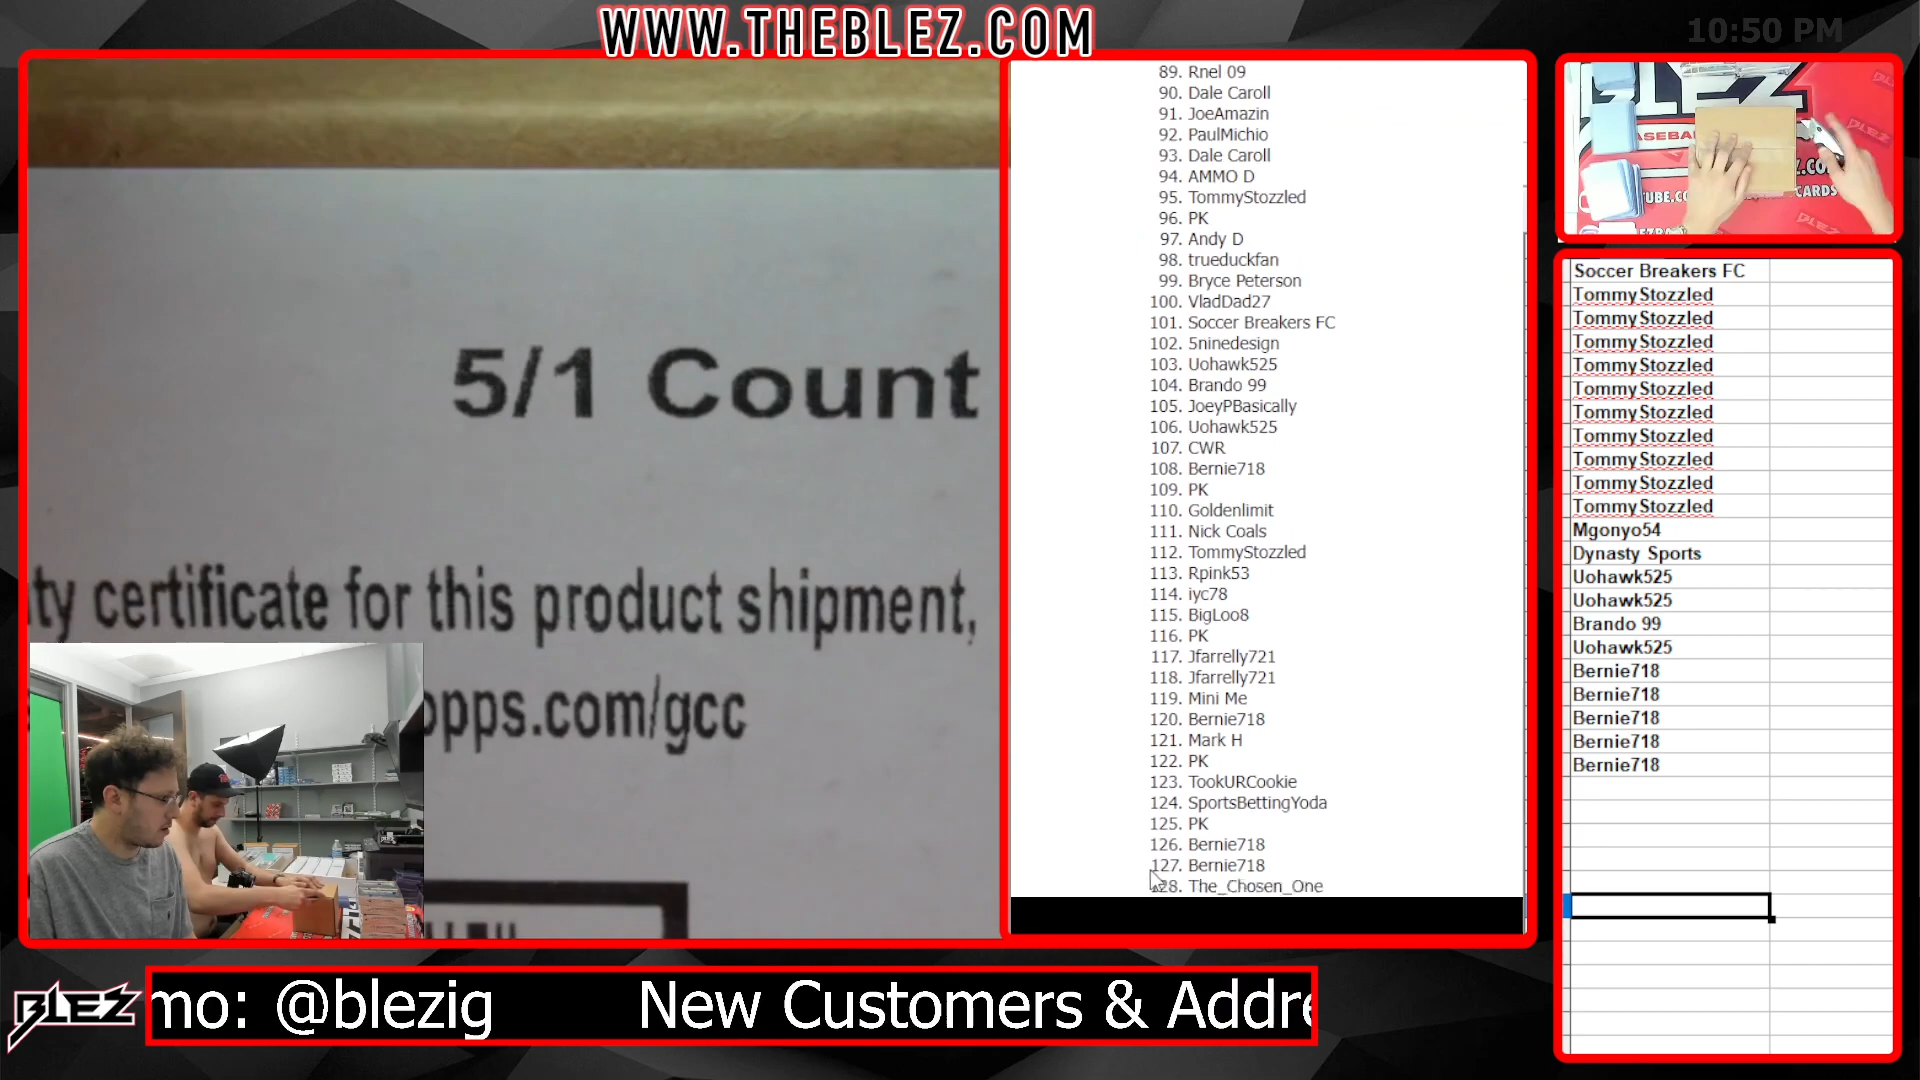 WWW.THEBLEZ.COM
10:50 PM
5/1 Count
ty certificate for this product shipment,
opps.com/gcc
89. Rnel 09
90. Dale Caroll
91. JoeAmazin
92. PaulMichio
93. Dale Caroll
94. AMMO D
95. TommyStozzled
96. PK
97. Andy D
98. trueduckfan
99. Bryce Peterson
100. VladDad27
101. Soccer Breakers FC
102. 5ninedesign
103. Uohawk525
104. Brando 99
105. JoeyPBasically
106. Uohawk525
107. CWR
108. Bernie718
109. PK
110. Goldenlimit
111. Nick Coals
112. TommyStozzled
113. Rpink53
114. iyc78
115. BigLoo8
116. PK
117. Jfarrelly721
118. Jfarrelly721
119. Mini Me
120. Bernie718
121. Mark H
122. PK
123. TookURCookie
124. SportsBettingYoda
125. PK
126. Bernie718
127. Bernie718
128. The_Chosen_One
BLEZ
Soccer Breakers FC
TommyStozzled
TommyStozzled
TommyStozzled
TommyStozzled
TommyStozzled
TommyStozzled
TommyStozzled
TommyStozzled
TommyStozzled
TommyStozzled
Mgonyo54
Dynasty Sports
Uohawk525
Uohawk525
Brando 99
Uohawk525
Bernie718
Bernie718
Bernie718
Bernie718
Bernie718
BLEZ
mo: @blezig New Customers & Addre